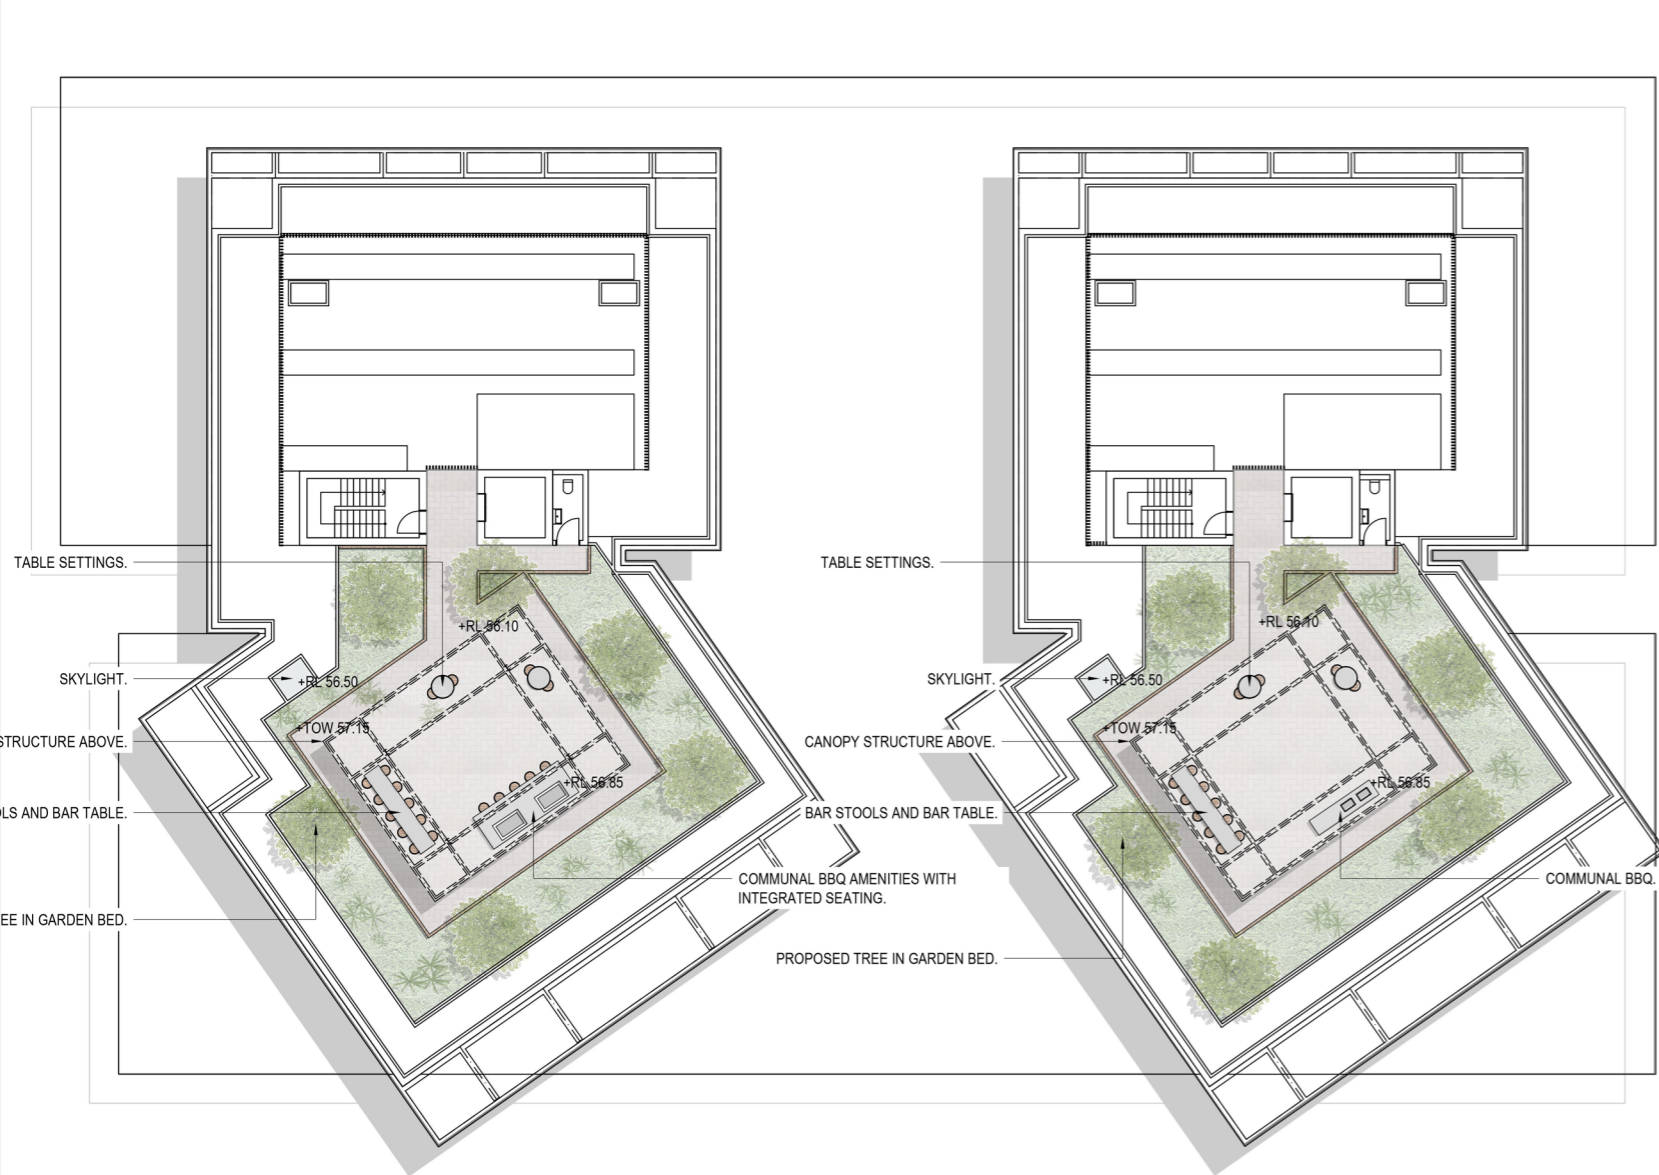 TABLE SETTINGS.
+RL 56.10
SKYLIGHT.
+RL 56.50
+TOW 57.15
STRUCTURE ABOVE.
+RL 56.85
AND BAR TABLE.
COMMUNAL BBQ AMENITIES WITH
INTEGRATED SEATING.
IN GARDEN BED.
TABLE SETTINGS.
+RL 56.10
SKYLIGHT.
+RL 56.50
+TOW 57.15
CANOPY STRUCTURE ABOVE.
+RL 56.85
BAR STOOLS AND BAR TABLE.
COMMUNAL BBQ.
PROPOSED TREE IN GARDEN BED.